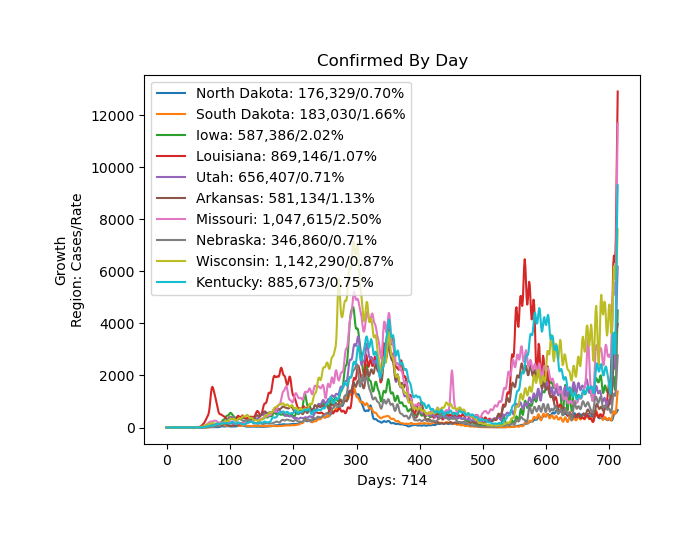 Confirmed By Day
North Dakota: 176,329/0.70%
South Dakota: 183,030/1.66%
Iowa: 587,386/2.02%
Louisiana: 869,146/1.07%
Utah: 656,407/0.71%
Arkansas: 581,134/1.13%
Missouri: 1,047,615/2.50%
Nebraska: 346,860/0.71%
Wisconsin: 1,142,290/0.87%
Kentucky: 885,673/0.75%
Growth
Region: Cases/Rate
12000
10000
8000
6000
4000
2000
0
0 100 200 300 400 500 600 700
Days: 714